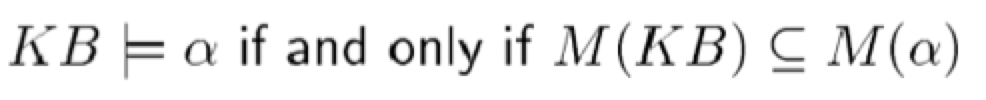 KB ⊨ α if and only if M(KB) ⊆ M(α)